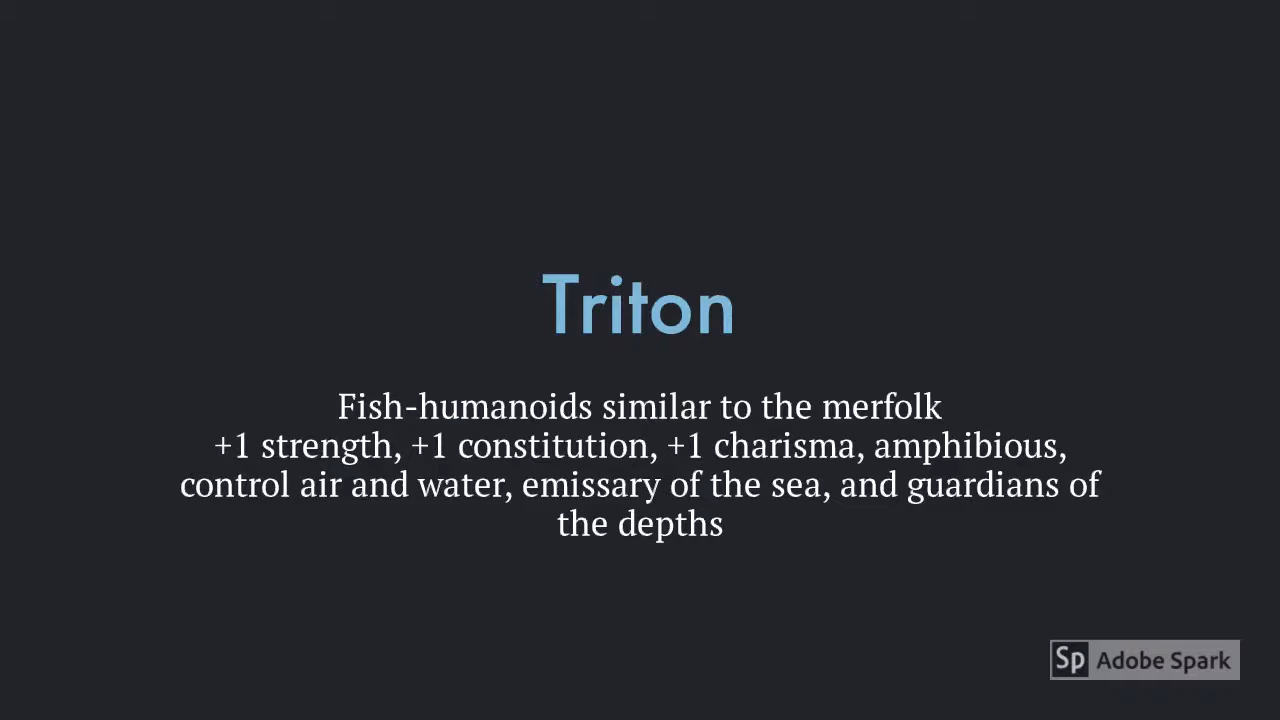 Triton
Fish-humanoids similar to the merfolk
+1 strength, +1 constitution, +1 charisma, amphibious,
control air and water, emissary of the sea, and guardians of
the depths
Sp Adobe Spark